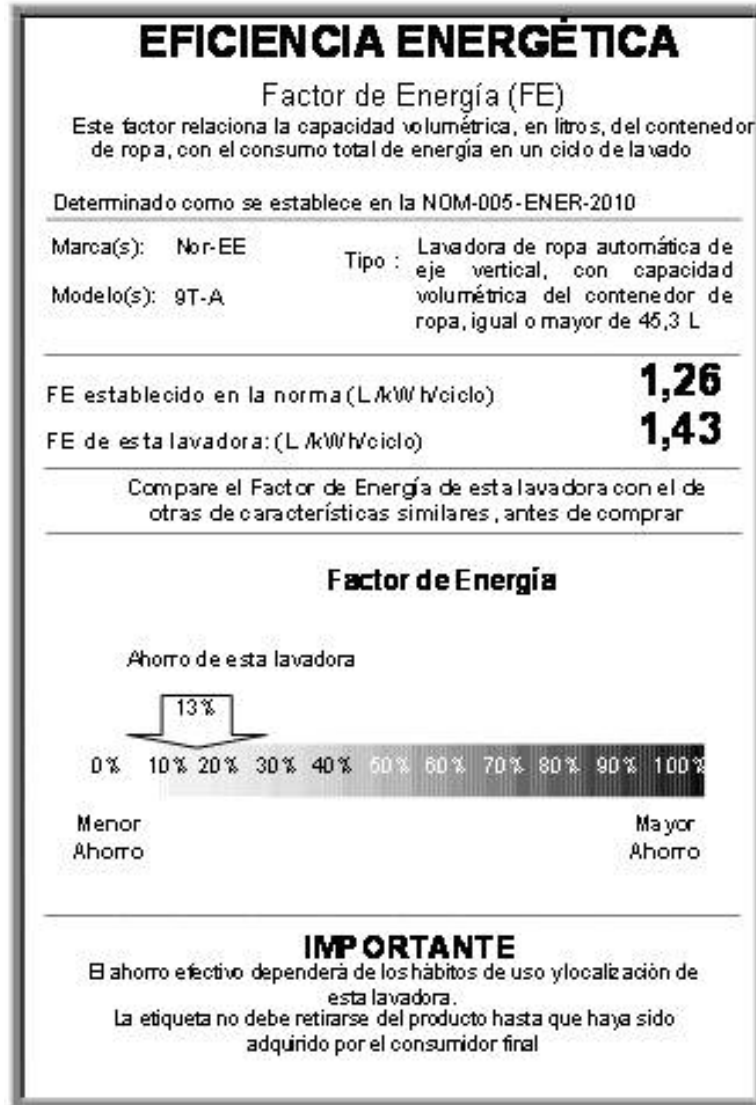 EFICIENCIA ENERGÉTICA
Factor de Energía (FE)
Este factor relaciona la capacidad volumétrica, en litros, del contenedor
de ropa, con el consumo total de energía en un ciclo de lavado
Determinado como se establece en la NOM-005-ENER-2010
Marca(s): Nor-EE
Modelo(s): 9T-A
Tipo : Lavadora de ropa automática de
eje vertical, con capacidad
volumétrica del contenedor de
ropa, igual o mayor de 45,3 L
FE establecido en la norma (L/kWh/ciclo) 1,26
FE de esta lavadora: (L/kWh/ciclo) 1,43
Compare el Factor de Energía de esta lavadora con el de
otras de características similares, antes de comprar
Factor de Energía
Ahorro de esta lavadora
13%
0% 10% 20% 30% 40% 50% 60% 70% 80% 90% 100%
Menor Ahorro
Mayor Ahorro
IMPORTANTE
El ahorro efectivo dependerá de los hábitos de uso y localización de
esta lavadora.
La etiqueta no debe retirarse del producto hasta que haya sido
adquirido por el consumidor final